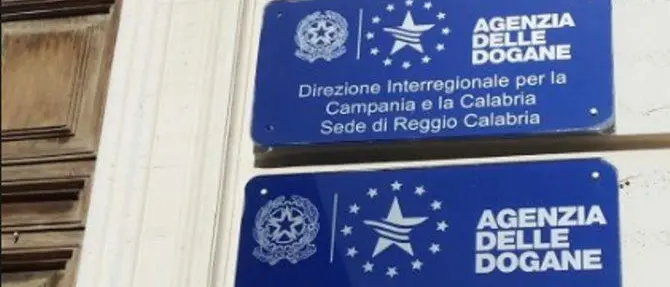 AGENZIA
DELLE
DOGANE
Direzione Interregionale per la
Campania e la Calabria
Sede di Reggio Calabria
AGENZIA
DELLE
DOGANE